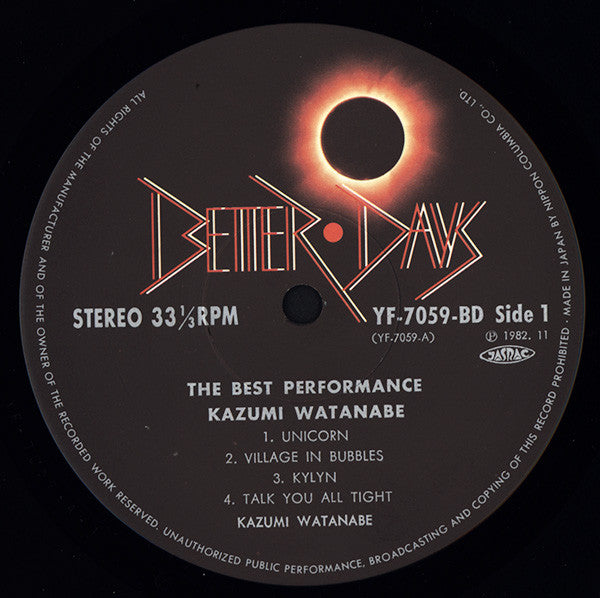 BETTER • DAYS
STEREO 33⅓RPM
YF-7059-BD Side 1
(YF-7059-A)
Ⓟ 1982. 11
JASRAC
THE BEST PERFORMANCE
KAZUMI WATANABE
1. UNICORN
2. VILLAGE IN BUBBLES
3. KYLYN
4. TALK YOU ALL TIGHT
KAZUMI WATANABE
ALL RIGHTS OF THE MANUFACTURER AND OF THE OWNER OF THE RECORDED WORK RESERVED. UNAUTHORIZED PUBLIC PERFORMANCE, BROADCASTING AND COPYING OF THIS RECORD PROHIBITED · MADE IN JAPAN BY NIPPON COLUMBIA CO., LTD.